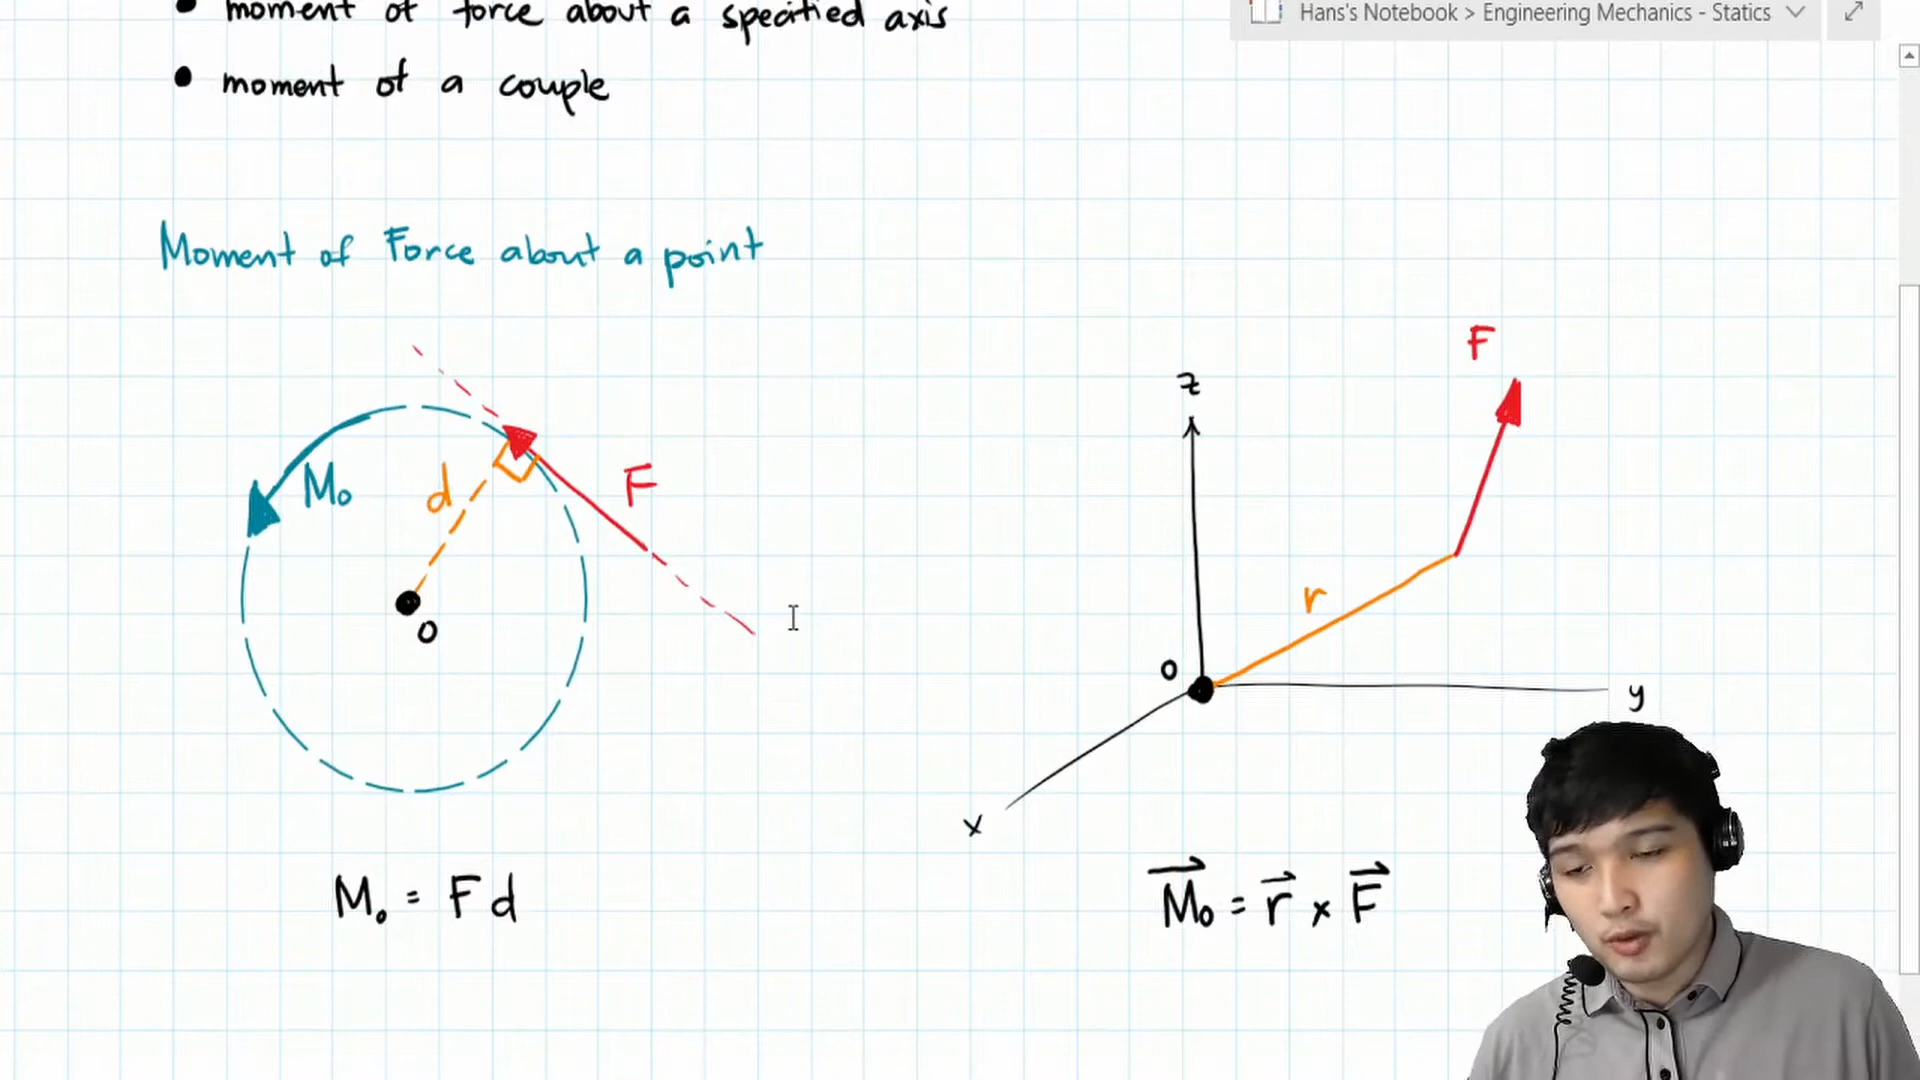 moment of force about a specified axis
Hans's Notebook > Engineering Mechanics - Statics
moment of a couple
Moment of Force about a point
F
z
Mo
d
F
r
o
o
y
x
Mo = Fd
Mo = r x F